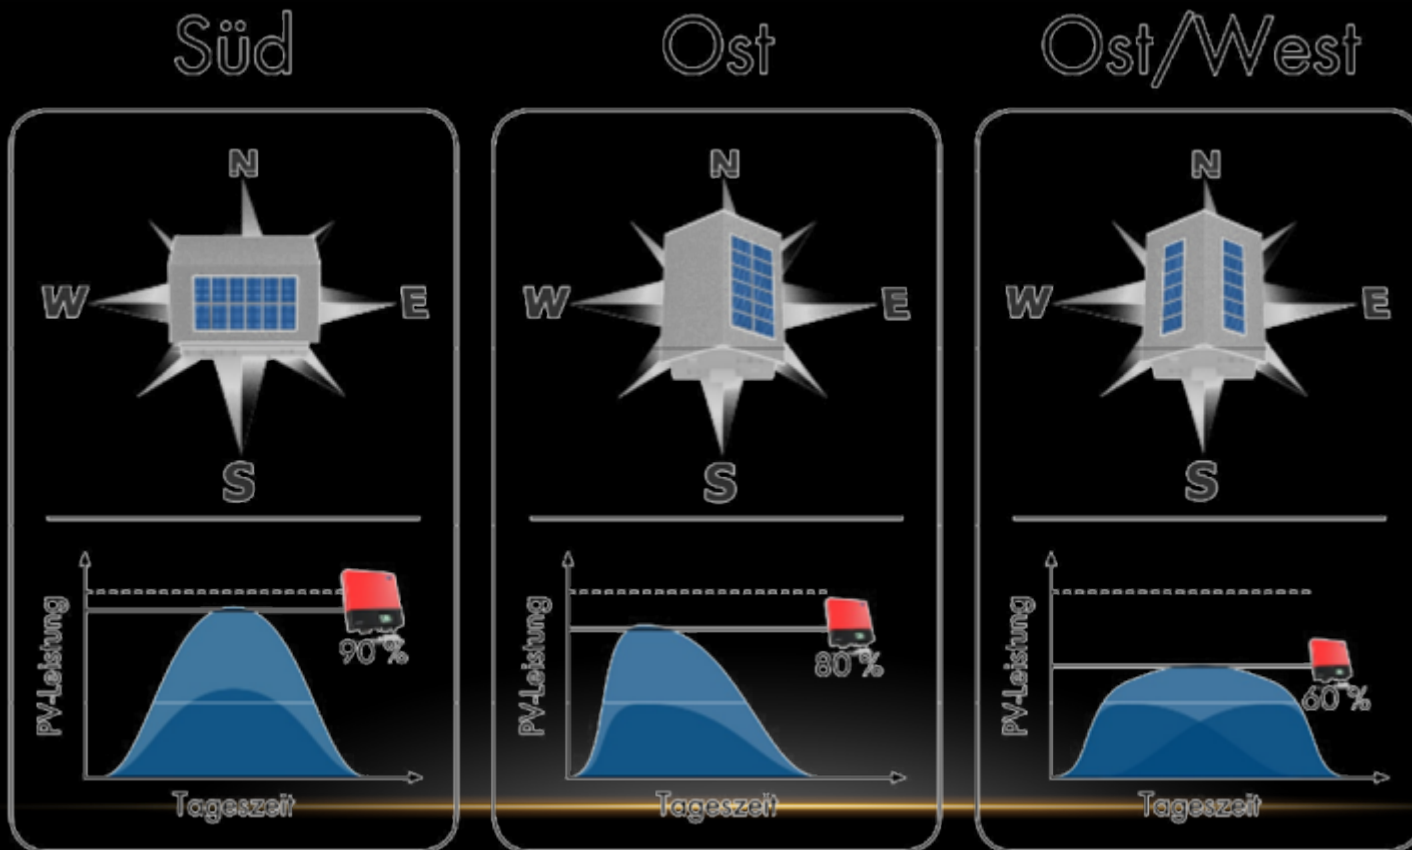 Süd
Ost
Ost/West
N
W
E
S
N
W
E
S
N
W
E
S
PV-Leistung
90 %
Tageszeit
PV-Leistung
80 %
Tageszeit
PV-Leistung
60 %
Tageszeit